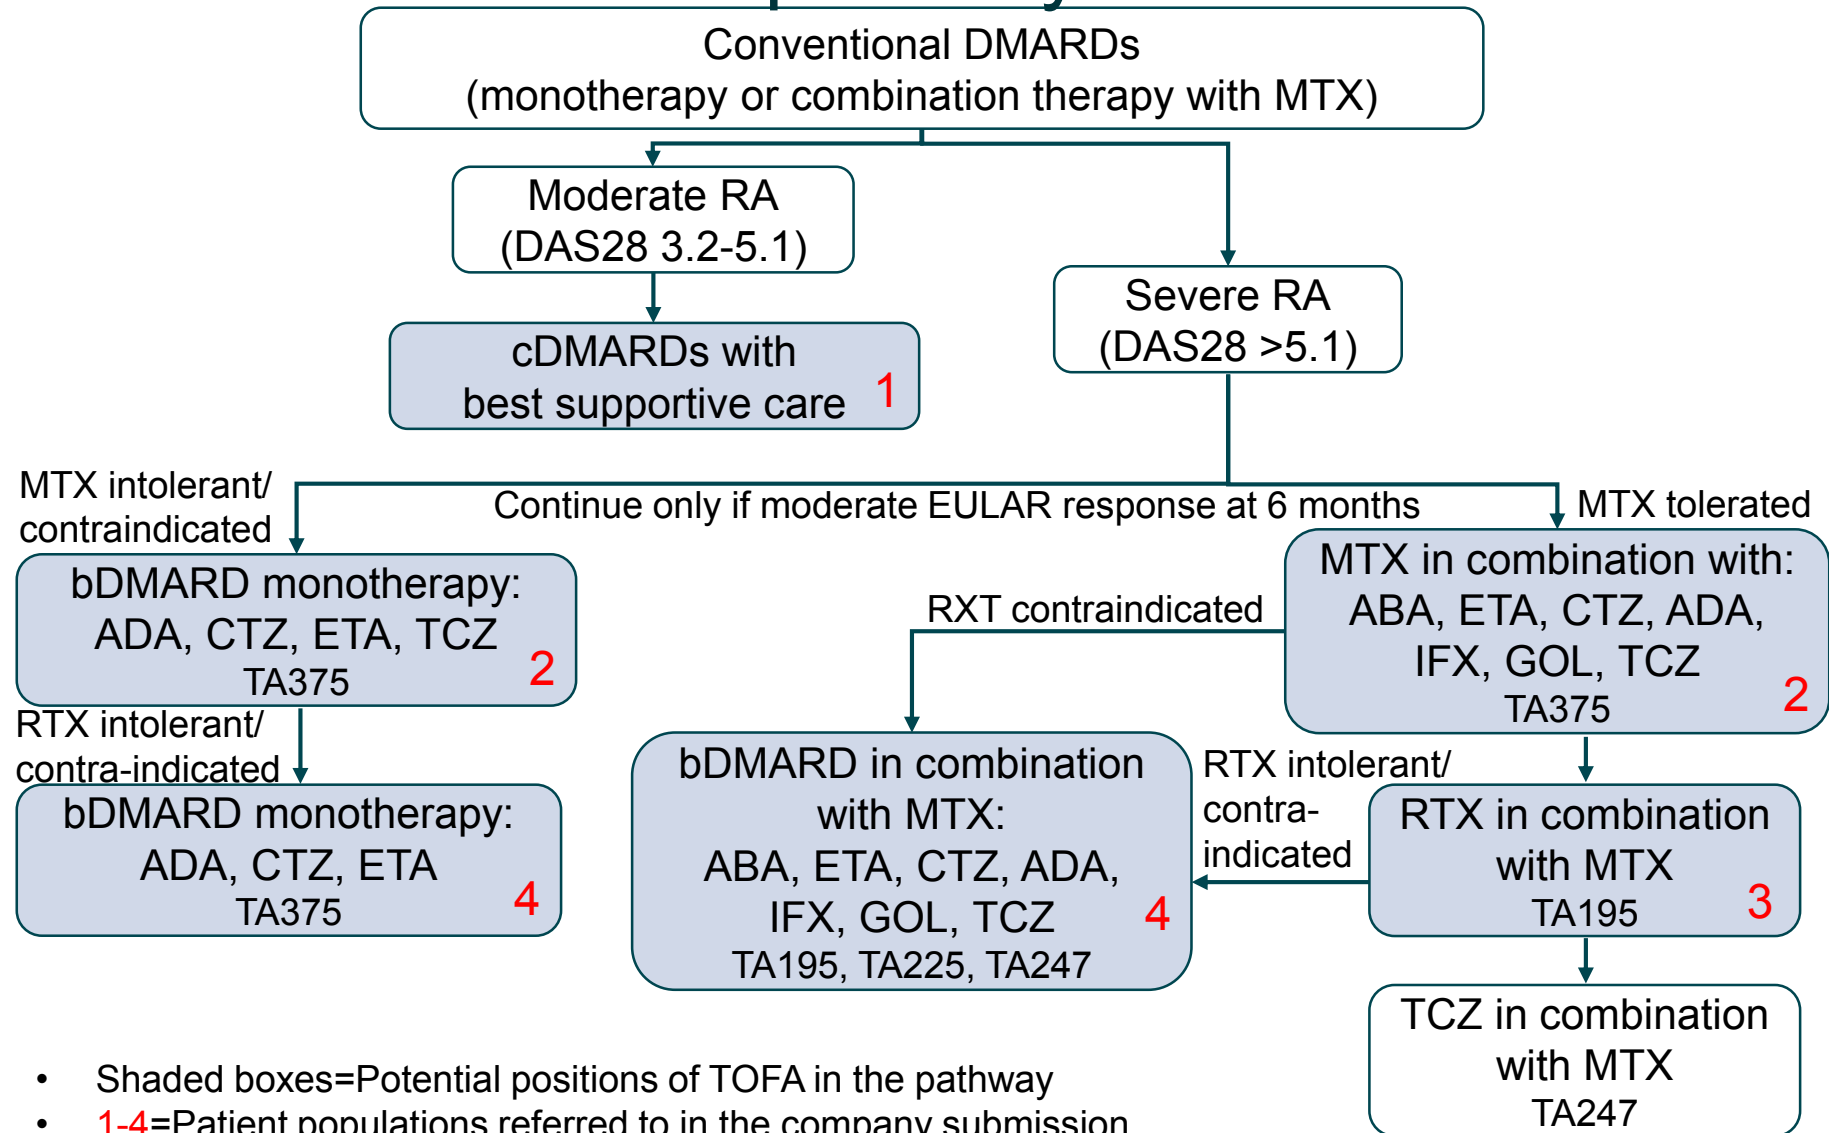 Conventional DMARDs
(monotherapy or combination therapy with MTX)
Moderate RA
(DAS28 3.2-5.1)
Severe RA
(DAS28 >5.1)
cDMARDs with
best supportive care 1
MTX intolerant/
contraindicated
Continue only if moderate EULAR response at 6 months
MTX tolerated
bDMARD monotherapy:
ADA, CTZ, ETA, TCZ
TA375
2
MTX in combination with:
ABA, ETA, CTZ, ADA,
IFX, GOL, TCZ
TA375
2
RXT contraindicated
RTX intolerant/
contra-indicated
bDMARD monotherapy:
ADA, CTZ, ETA
TA375
4
bDMARD in combination
with MTX:
ABA, ETA, CTZ, ADA,
IFX, GOL, TCZ
TA195, TA225, TA247
4
RTX intolerant/
contra-
indicated
RTX in combination
with MTX
TA195
3
TCZ in combination
with MTX
TA247
• Shaded boxes=Potential positions of TOFA in the pathway
• 1-4=Patient populations referred to in the company submission